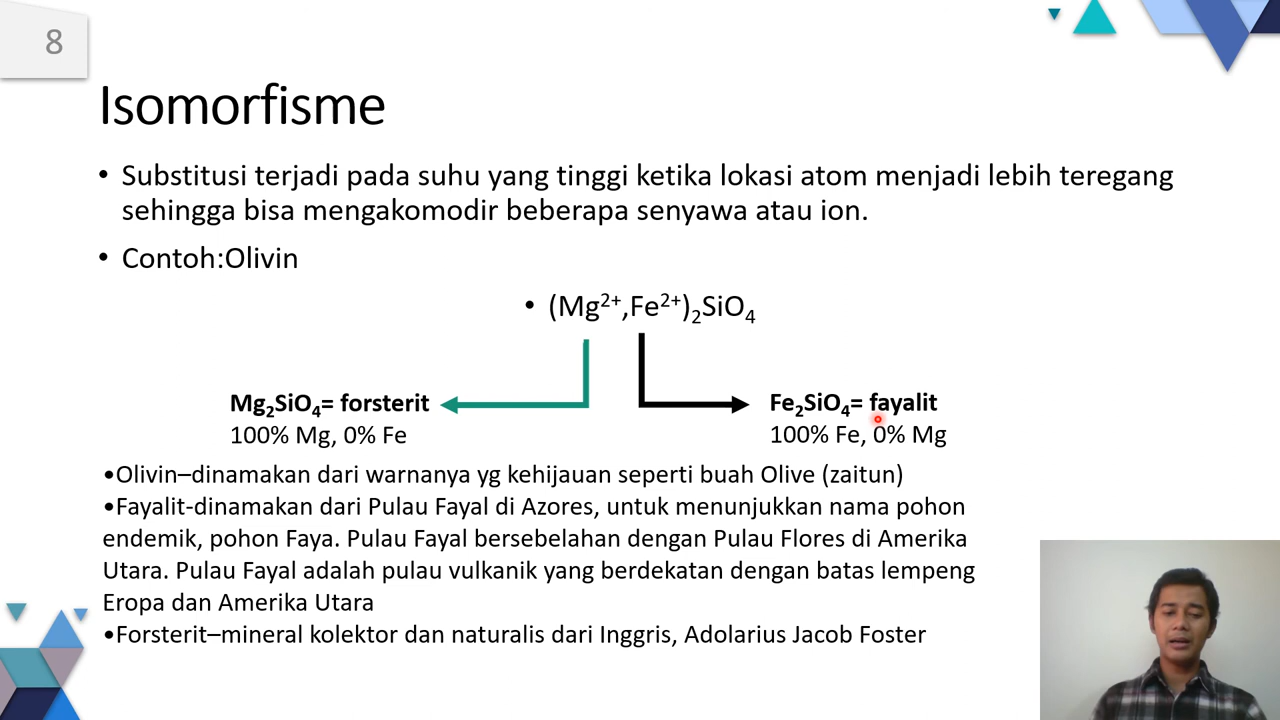 8
Isomorfisme
• Substitusi terjadi pada suhu yang tinggi ketika lokasi atom menjadi lebih teregang
sehingga bisa mengakomodir beberapa senyawa atau ion.
• Contoh:Olivin
• (Mg²⁺,Fe²⁺)₂SiO₄
Mg₂SiO₄= forsterit
100% Mg, 0% Fe
Fe₂SiO₄= fayalit
100% Fe, 0% Mg
•Olivin–dinamakan dari warnanya yg kehijauan seperti buah Olive (zaitun)
•Fayalit-dinamakan dari Pulau Fayal di Azores, untuk menunjukkan nama pohon
endemik, pohon Faya. Pulau Fayal bersebelahan dengan Pulau Flores di Amerika
Utara. Pulau Fayal adalah pulau vulkanik yang berdekatan dengan batas lempeng
Eropa dan Amerika Utara
•Forsterit–mineral kolektor dan naturalis dari Inggris, Adolarius Jacob Foster